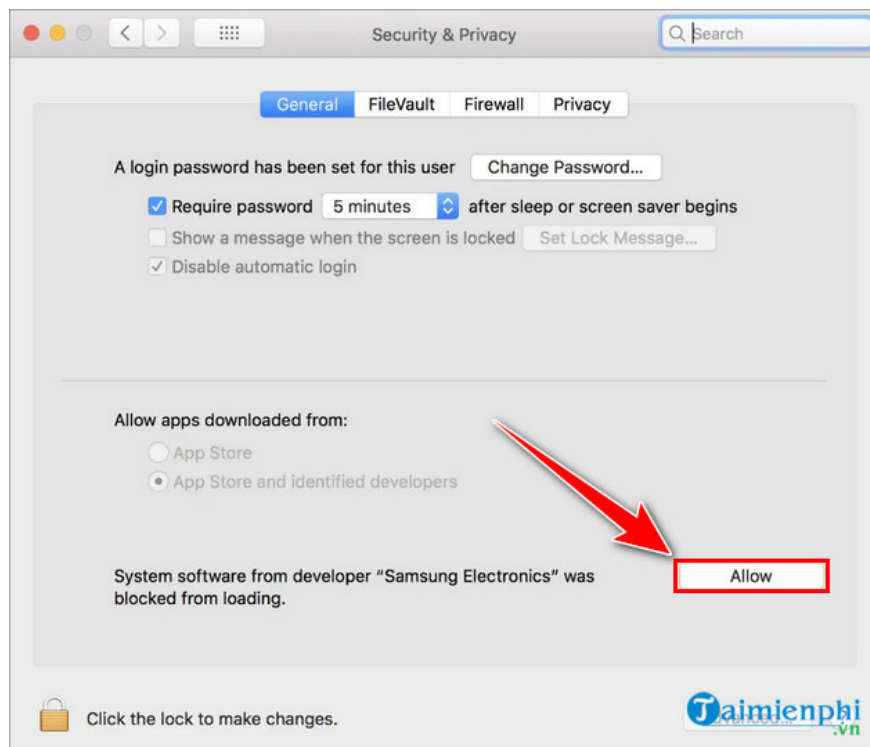 Security & Privacy
Search
General FileVault Firewall Privacy
A login password has been set for this user Change Password...
Require password 5 minutes after sleep or screen saver begins
Show a message when the screen is locked Set Lock Message...
Disable automatic login
Allow apps downloaded from:
App Store
App Store and identified developers
System software from developer “Samsung Electronics” was
blocked from loading.
Allow
Click the lock to make changes.
Taimienphi
.vn